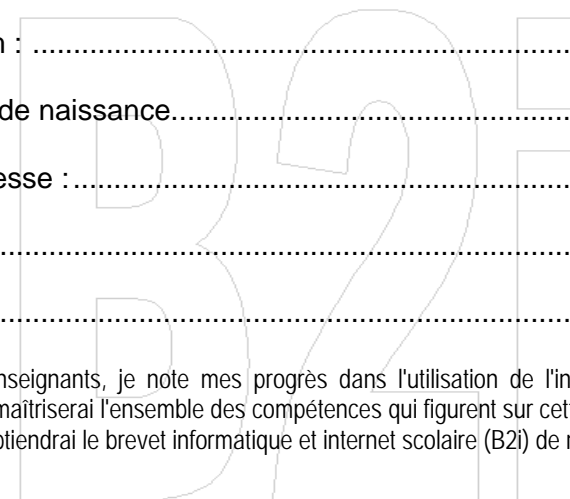 n : ..........................................................................
de naissance..................................................
esse :..............................................................
........................................................................
........................................................................
nseignants, je note mes progrès dans l'utilisation de l'in
maîtriserai l'ensemble des compétences qui figurent sur cet
btiendrai le brevet informatique et internet scolaire (B2i) de n
B2i